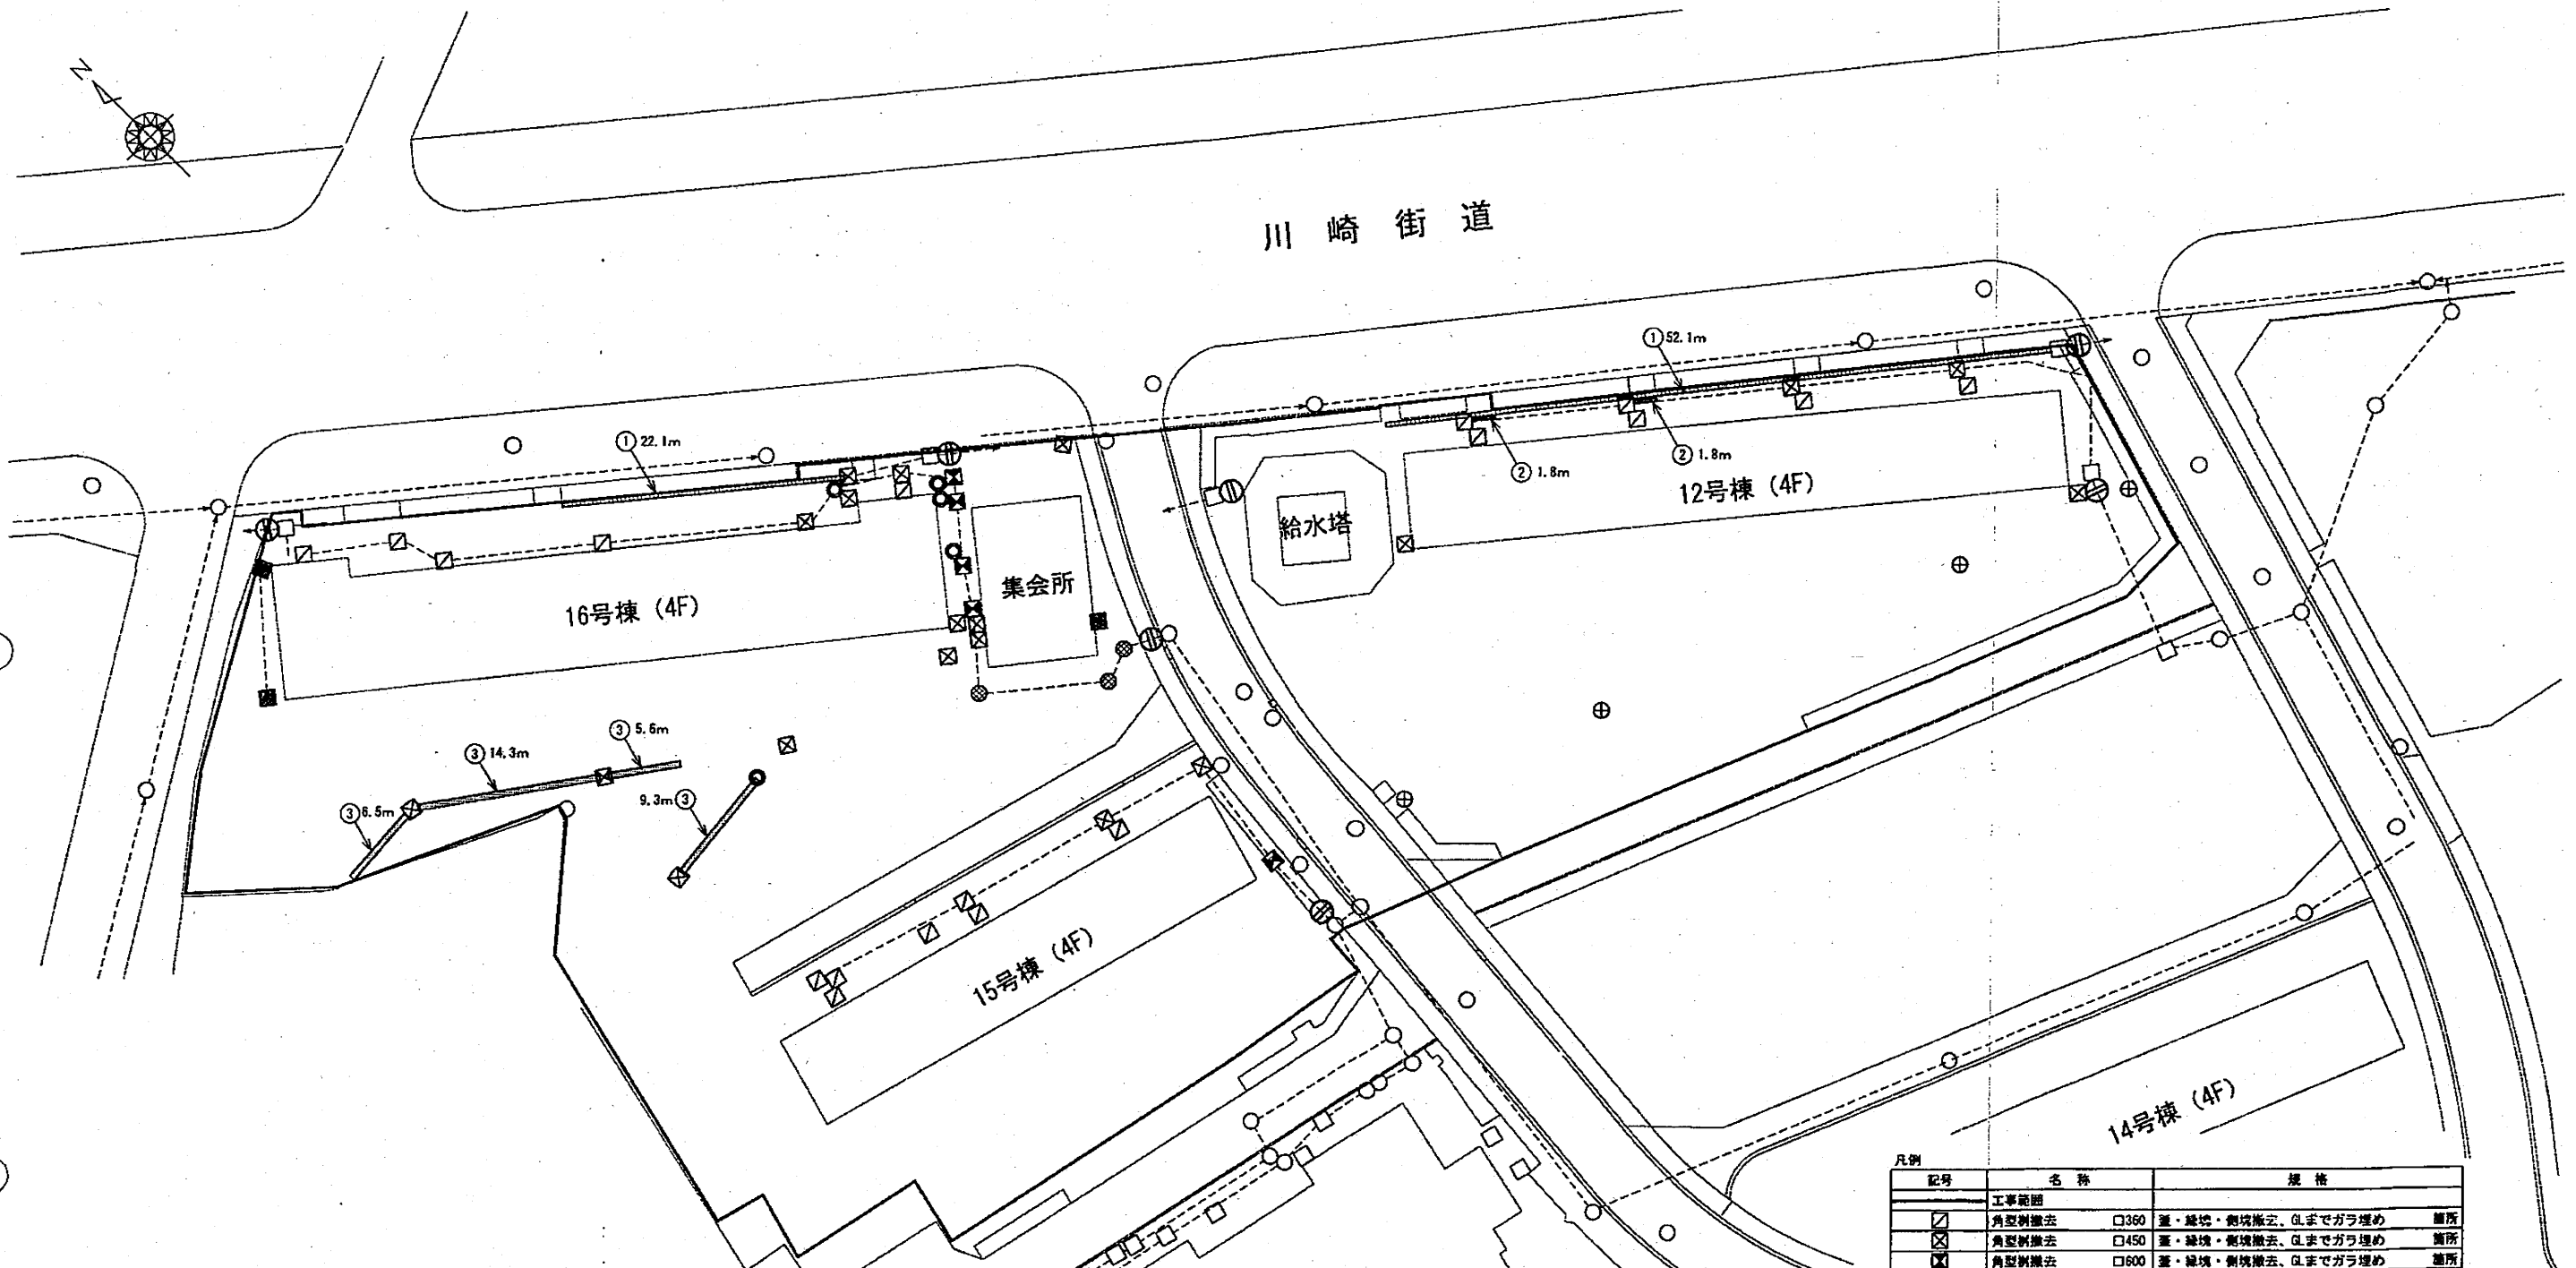 N
川崎街道
①52.1m
①22.1m
②1.8m
②1.8m
12号棟(4F)
給水塔
集会所
16号棟(4F)
③5.6m
③14.3m
9.3m③
③6.5m
15号棟(4F)
14号棟(4F)
凡例
記号 名称 規格
工事範囲
角型桝撤去 □360 蓋・縁塊・側塊撤去、GLまでガラ埋め 箇所
角型桝撤去 □450 蓋・縁塊・側塊撤去、GLまでガラ埋め 箇所
角型桝撤去 □600 蓋・縁塊・側塊撤去、GLまでガラ埋め 箇所